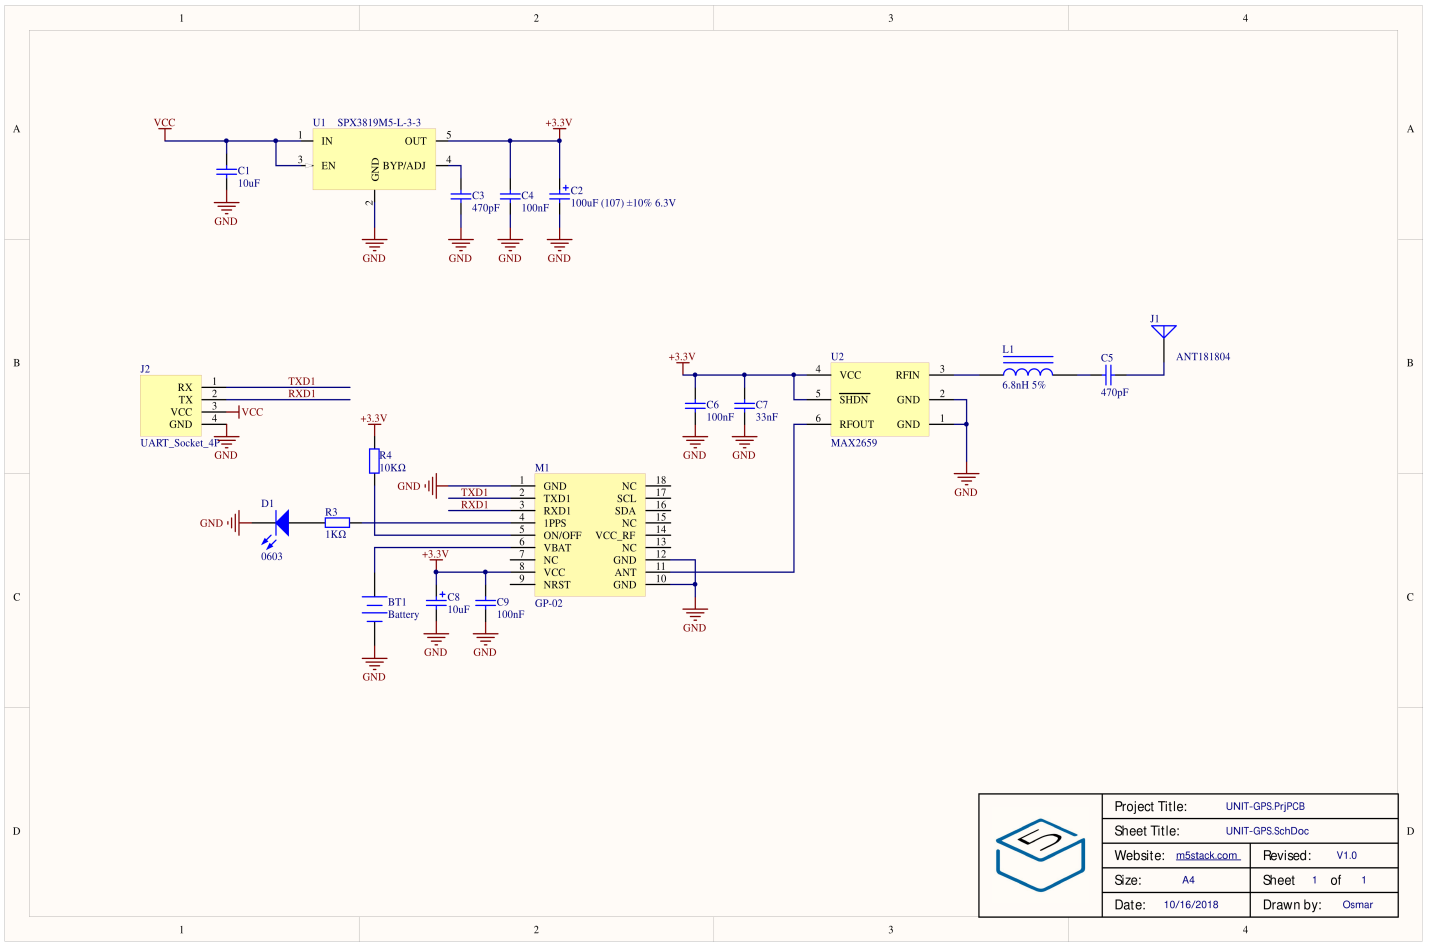 1 2 3 4
A A
VCC
U1 SPX3819M5-L-3-3
+3.3V
1 IN OUT 5
3 EN BYP/ADJ 4
GND
2
C1
10uF
GND
C3
470pF
C4
100nF
C2
100uF (107) ±10% 6.3V
GND GND GND GND
B B
J1
ANT181804
J2
RX 1 TXD1
TX 2 RXD1
VCC 3 VCC
GND 4
UART_Socket_4P
GND
+3.3V
C6
100nF
C7
33nF
GND GND
U2
4 VCC RFIN 3
5 SHDN GND 2
6 RFOUT GND 1
MAX2659
GND
L1
6.8nH 5%
C5
470pF
+3.3V
R4
10KΩ
M1
GND 1 GND NC 18
TXD1 2 TXD1 SCL 17
RXD1 3 RXD1 SDA 16
4 1PPS NC 15
5 ON/OFF VCC_RF 14
6 VBAT NC 13
7 NC GND 12
8 VCC ANT 11
9 NRST GND 10
GP-02
GND
D1
0603
R3
1KΩ
+3.3V
C C
BT1
Battery
C8
10uF
C9
100nF
GND
GND GND
GND
D D
5
Project Title: UNIT-GPS.PrjPCB
Sheet Title: UNIT-GPS.SchDoc
Website: m5stack.com Revised: V1.0
Size: A4 Sheet 1 of 1
Date: 10/16/2018 Drawn by: Osmar
1 2 3 4